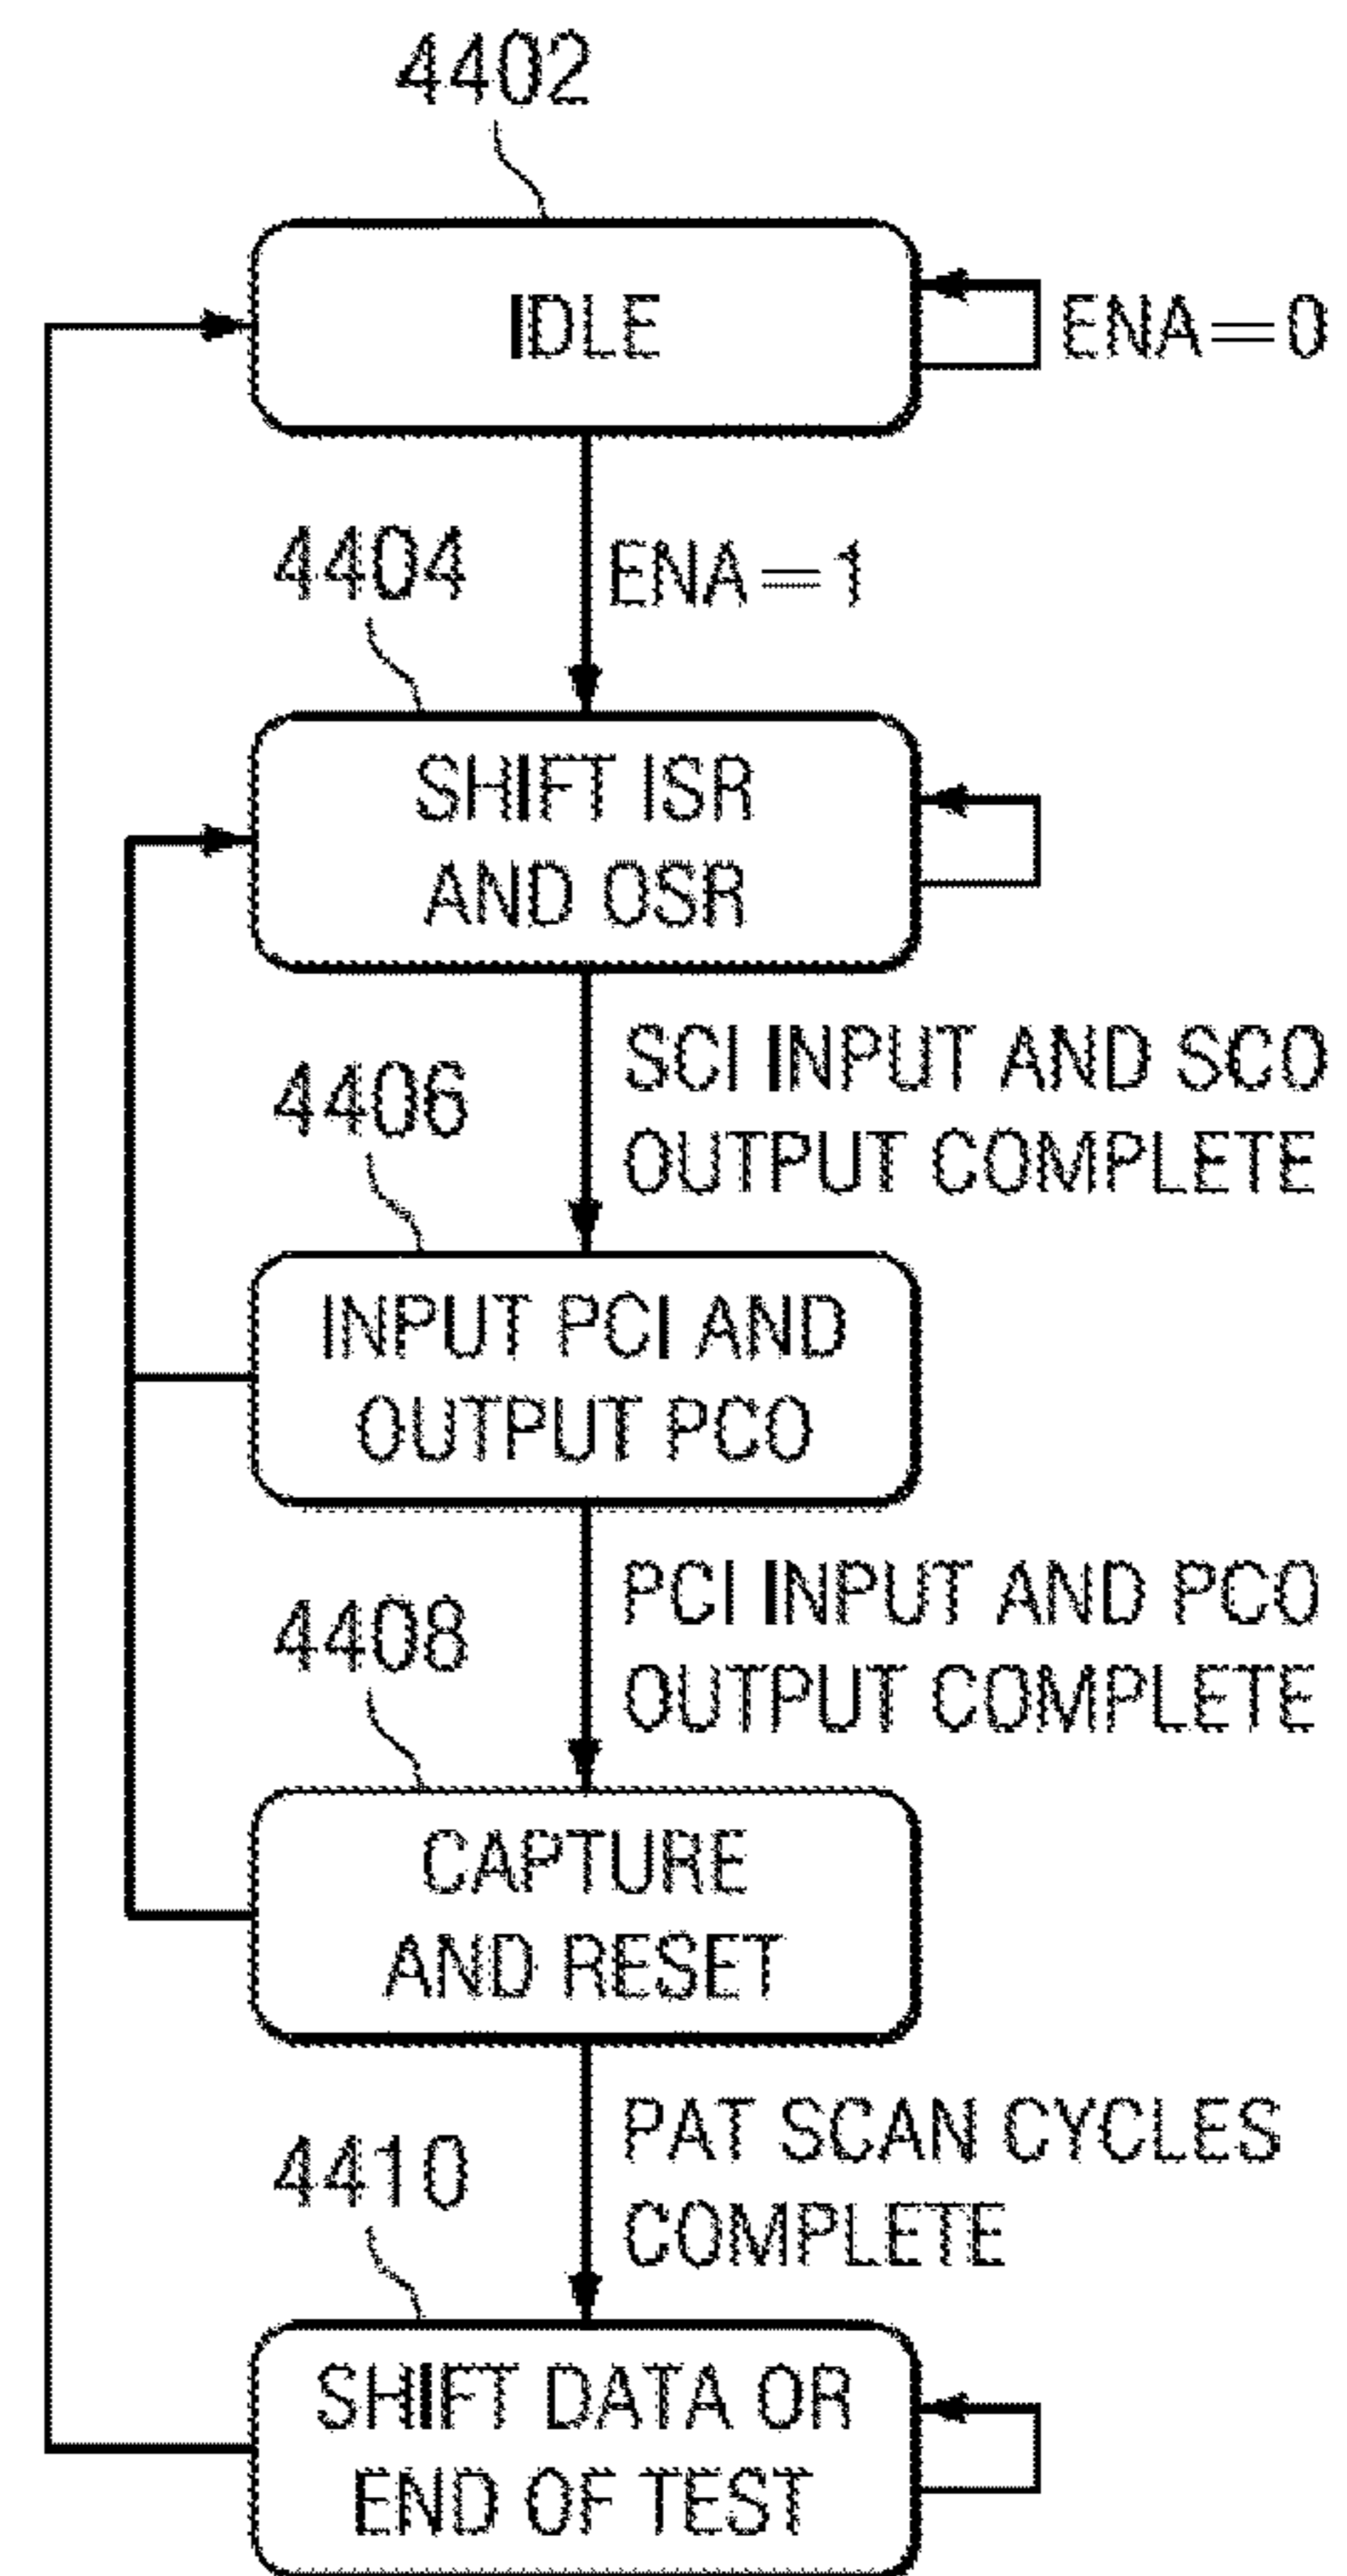 4402
IDLE
ENA=0
4404
ENA=1
SHIFT ISR
AND OSR
4406
SCI INPUT AND SCO
OUTPUT COMPLETE
INPUT PCI AND
OUTPUT PCO
4408
PCI INPUT AND PCO
OUTPUT COMPLETE
CAPTURE
AND RESET
4410
PAT SCAN CYCLES
COMPLETE
SHIFT DATA OR
END OF TEST